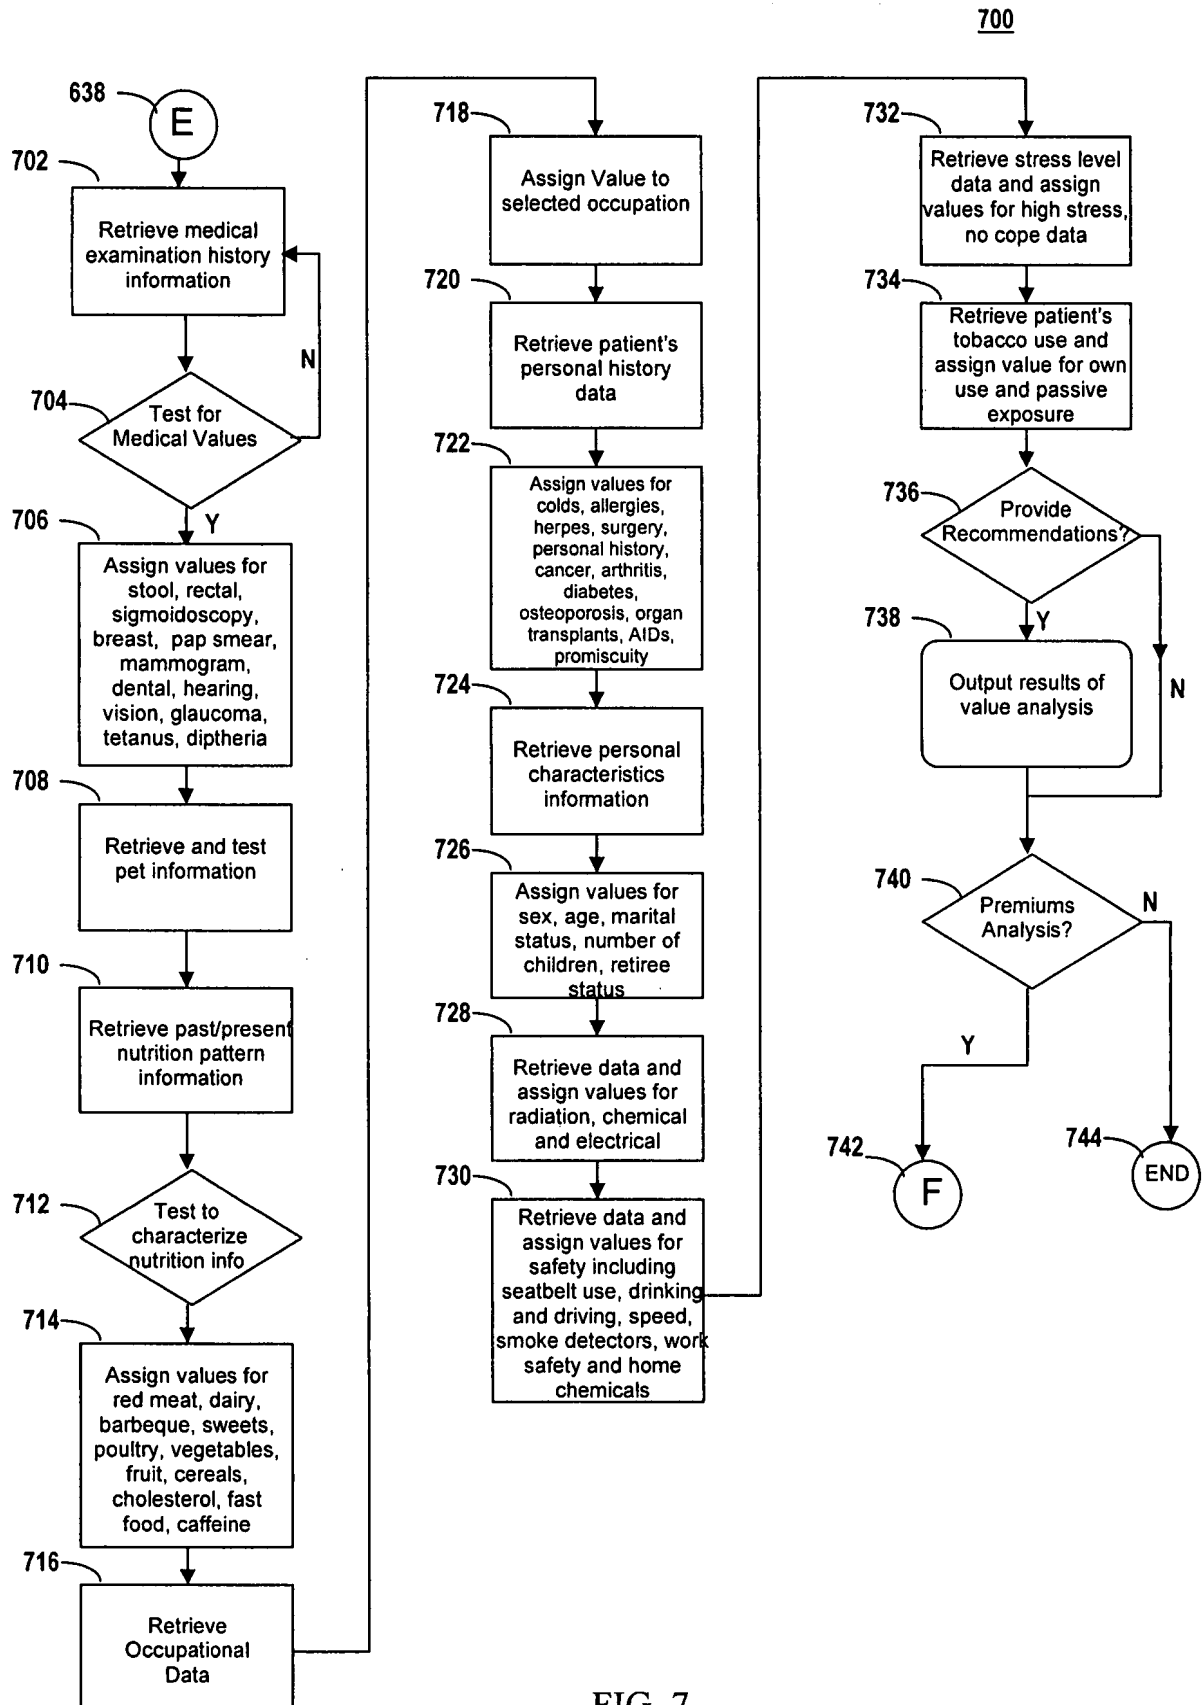 700
638
E
702
Retrieve medical
examination history
information
N
704
Test for
Medical Values
Y
706
Assign values for
stool, rectal,
sigmoidoscopy,
breast, pap smear,
mammogram,
dental, hearing,
vision, glaucoma,
tetanus, diptheria
708
Retrieve and test
pet information
710
Retrieve past/present
nutrition pattern
information
712
Test to
characterize
nutrition info
714
Assign values for
red meat, dairy,
barbeque, sweets,
poultry, vegetables,
fruit, cereals,
cholesterol, fast
food, caffeine
716
Retrieve
Occupational
Data
718
Assign Value to
selected occupation
720
Retrieve patient's
personal history
data
722
Assign values for
colds, allergies,
herpes, surgery,
personal history,
cancer, arthritis,
diabetes,
osteoporosis, organ
transplants, AIDs,
promiscuity
724
Retrieve personal
characteristics
information
726
Assign values for
sex, age, marital
status, number of
children, retiree
status
728
Retrieve data and
assign values for
radiation, chemical
and electrical
730
Retrieve data and
assign values for
safety including
seatbelt use, drinking
and driving, speed,
smoke detectors, work
safety and home
chemicals
732
Retrieve stress level
data and assign
values for high stress,
no cope data
734
Retrieve patient's
tobacco use and
assign value for own
use and passive
exposure
736
Provide
Recommendations?
Y
N
738
Output results of
value analysis
740
Premiums
Analysis?
N
Y
742
F
744
END
FIG. 7